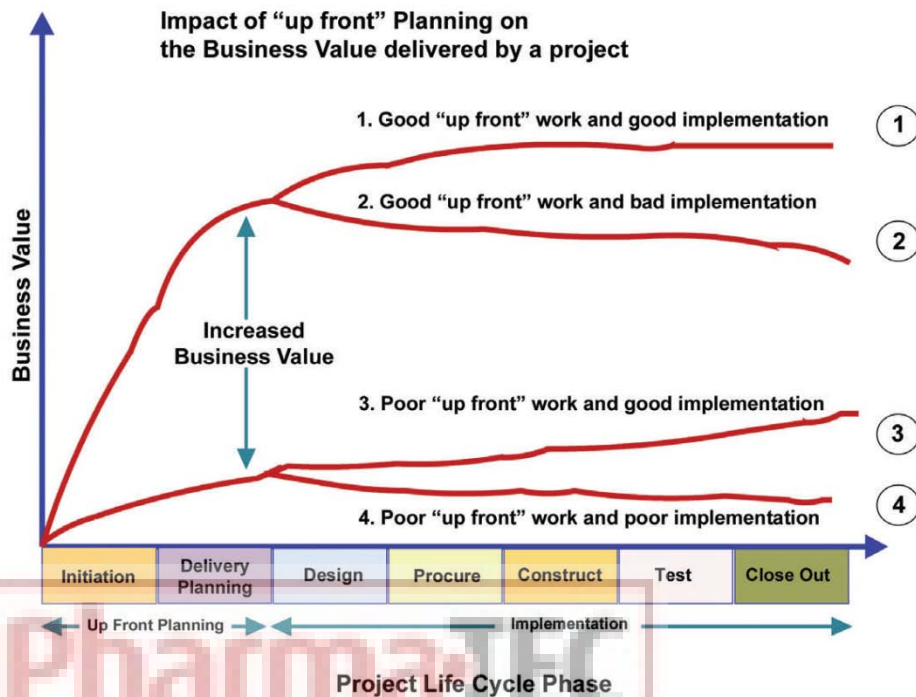 Impact of “up front” Planning on
the Business Value delivered by a project
1. Good “up front” work and good implementation
1
2. Good “up front” work and bad implementation
2
Business Value
Increased
Business Value
3. Poor “up front” work and good implementation
3
4. Poor “up front” work and poor implementation
4
Initiation
Delivery
Planning
Design
Procure
Construct
Test
Close Out
Up Front Planning
Implementation
Pharma•IFC
Project Life Cycle Phase